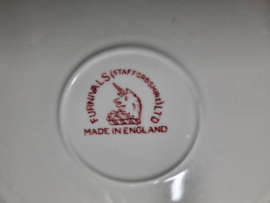 FURNIVALS (STAFFORDSHIRE) LTD
MADE IN ENGLAND